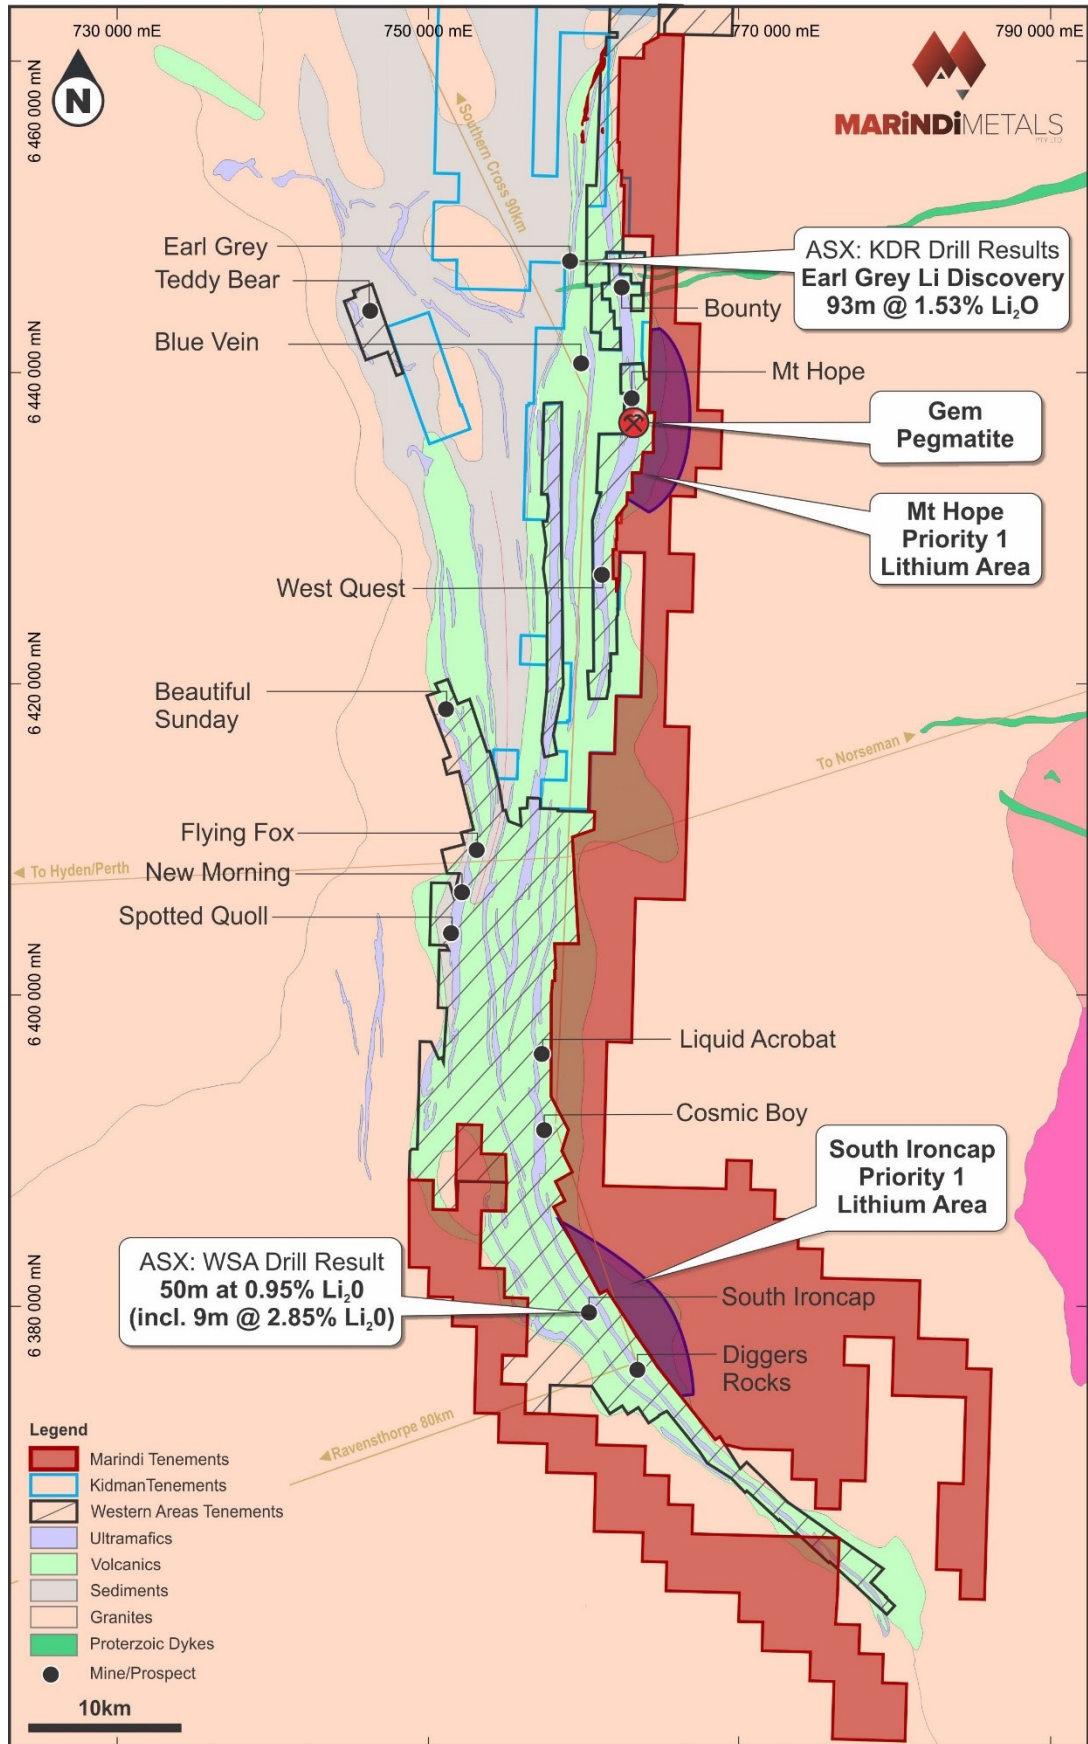 730 000 mE
750 000 mE
770 000 mE
790 000 mE
N
MARiNDiMETALS
PTY LTD
6 460 000 mN
Southern Cross 90km
Earl Grey
Teddy Bear
Blue Vein
ASX: KDR Drill Results
Earl Grey Li Discovery
93m @ 1.53% Li₂O
Bounty
6 440 000 mN
Mt Hope
Gem
Pegmatite
Mt Hope
Priority 1
Lithium Area
West Quest
6 420 000 mN
Beautiful
Sunday
To Norseman
Flying Fox
To Hyden/Perth
New Morning
Spotted Quoll
6 400 000 mN
Liquid Acrobat
Cosmic Boy
South Ironcap
Priority 1
Lithium Area
ASX: WSA Drill Result
50m at 0.95% Li₂0
(incl. 9m @ 2.85% Li₂0)
6 380 000 mN
South Ironcap
Diggers
Rocks
Ravensthorpe 80km
Legend
Marindi Tenements
KidmanTenements
Western Areas Tenements
Ultramafics
Volcanics
Sediments
Granites
Proterzoic Dykes
Mine/Prospect
10km